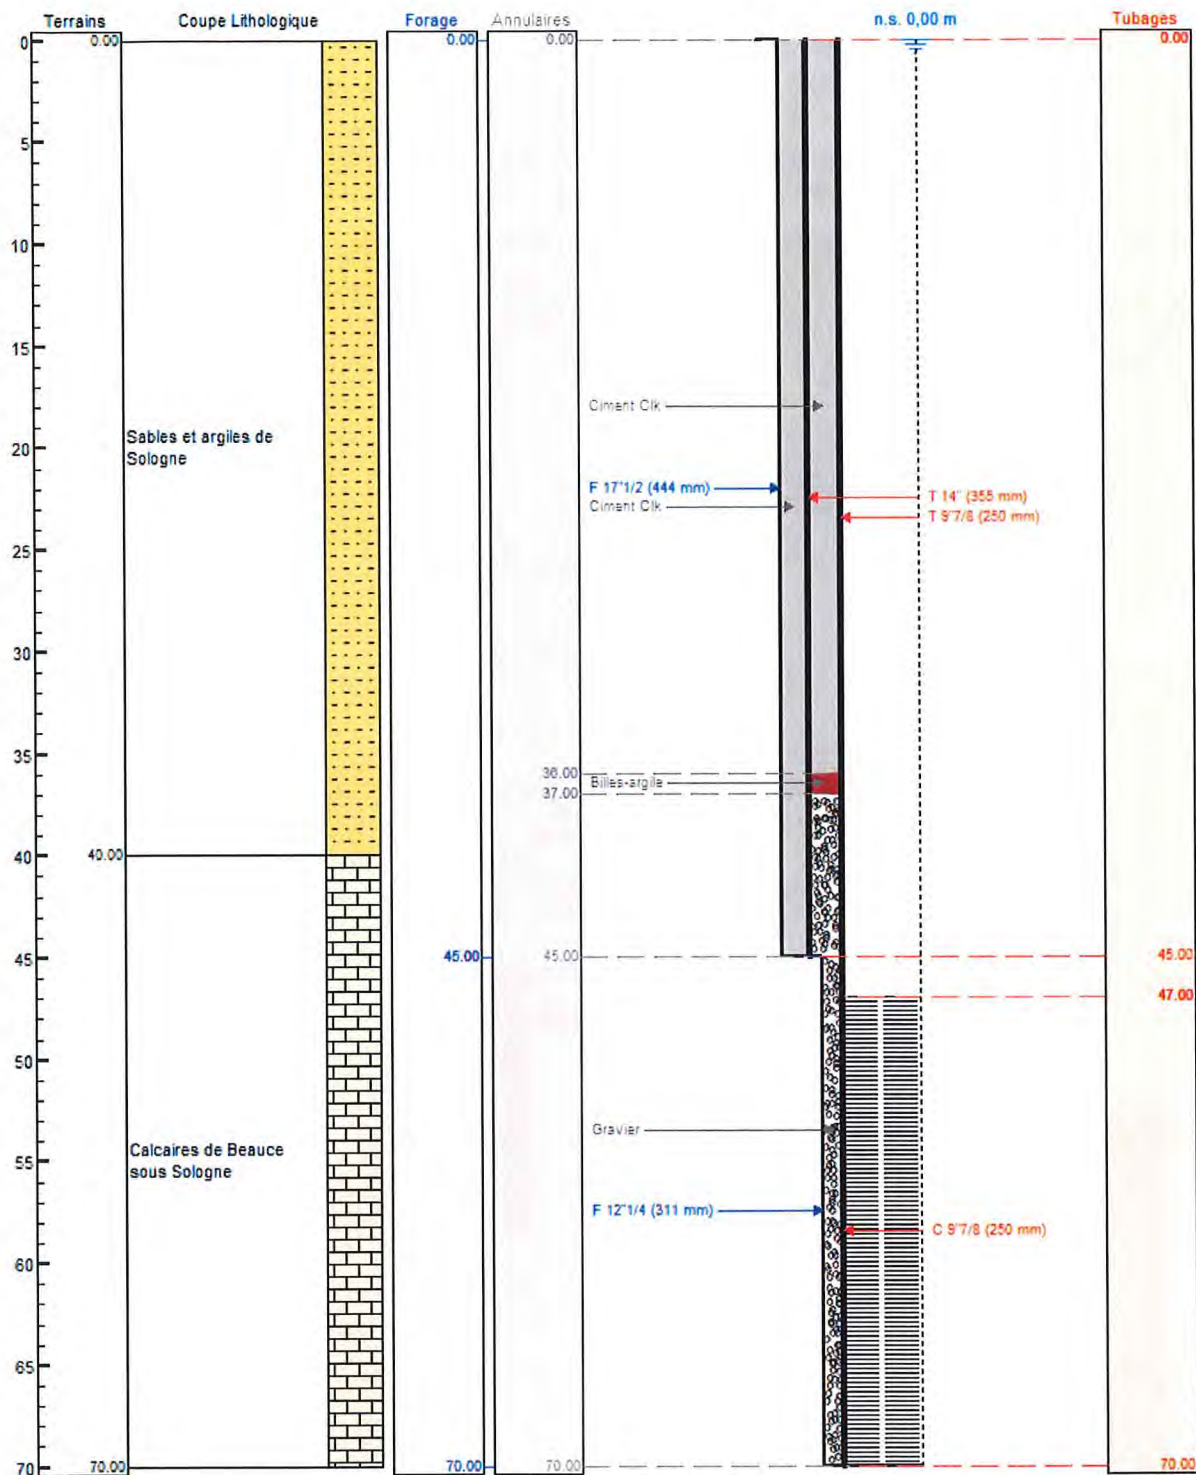 Terrains Coupe Lithologique Forage Annulaires n.s. 0,00 m Tubages
0 0.00 0.00 0.00 0.00
5
10
15
Ciment Clk
Sables et argiles de
20
Sologne
F 17"1/2 (444 mm) T 14" (355 mm)
Ciment Clk T 9"7/8 (250 mm)
25
30
35
36.00
Billes-argile
37.00
40 40.00
45 45.00 45.00 45.00
47.00
50
Gravier
Calcaires de Beauce
55
sous Sologne
F 12"1/4 (311 mm) C 9"7/8 (250 mm)
60
65
70 70.00 70.00 70.00 70.00